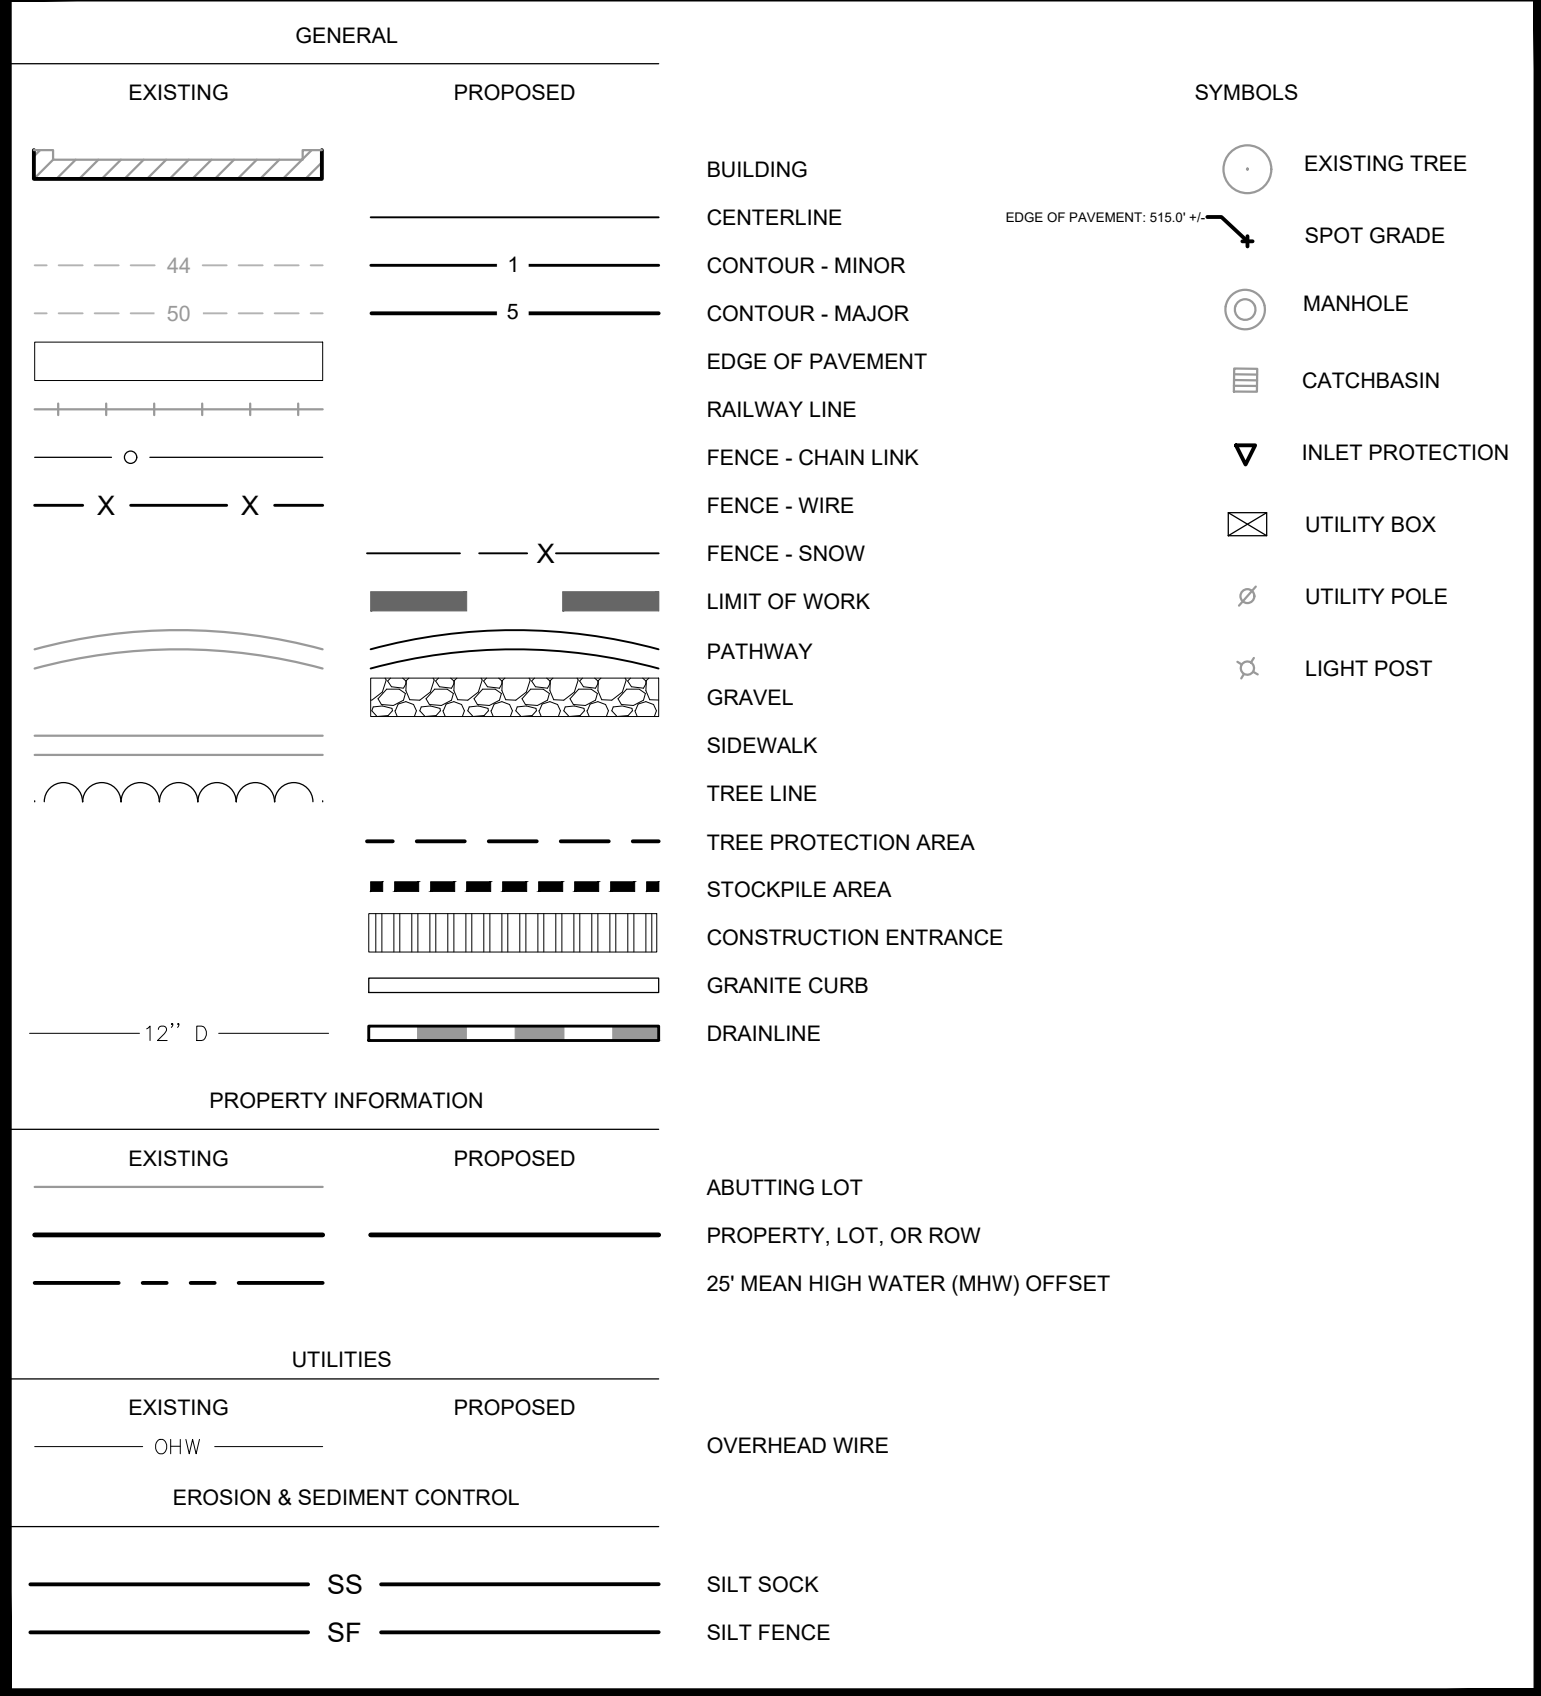 GENERAL
EXISTING PROPOSED
BUILDING
CENTERLINE
44 1 CONTOUR - MINOR
50 5 CONTOUR - MAJOR
EDGE OF PAVEMENT
RAILWAY LINE
FENCE - CHAIN LINK
X X FENCE - WIRE
X FENCE - SNOW
LIMIT OF WORK
PATHWAY
GRAVEL
SIDEWALK
TREE LINE
TREE PROTECTION AREA
STOCKPILE AREA
CONSTRUCTION ENTRANCE
GRANITE CURB
12'' D DRAINLINE
PROPERTY INFORMATION
EXISTING PROPOSED
ABUTTING LOT
PROPERTY, LOT, OR ROW
25' MEAN HIGH WATER (MHW) OFFSET
UTILITIES
EXISTING PROPOSED
OHW OVERHEAD WIRE
EROSION & SEDIMENT CONTROL
SS SILT SOCK
SF SILT FENCE
SYMBOLS
EXISTING TREE
EDGE OF PAVEMENT: 515.0' +/- SPOT GRADE
MANHOLE
CATCHBASIN
INLET PROTECTION
UTILITY BOX
UTILITY POLE
LIGHT POST